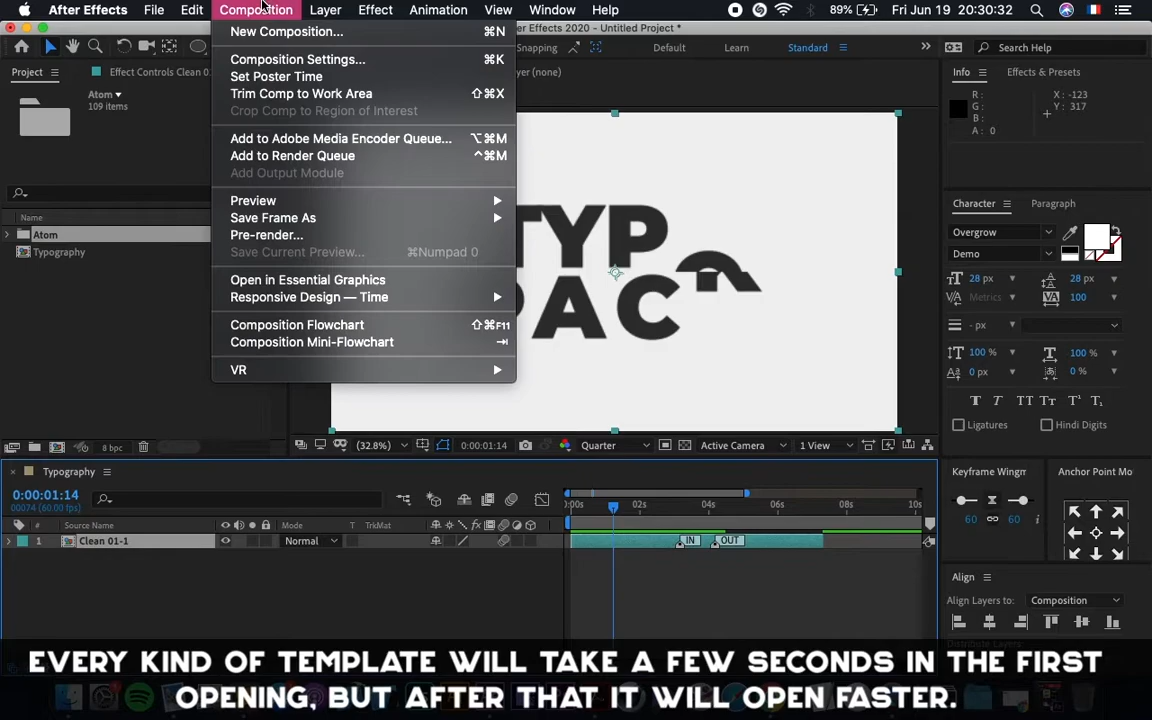 After Effects File Edit Composition Layer Effect Animation View Window Help 89% Fri Jun 19 20:30:32
Effects 2020 - Untitled Project *
Snapping Default Learn Standard Search Help
Project Effect Controls Clean 0 yer (none) Info Effects & Presets
Atom
109 items
R :
G :
B :
A : 0
X : -123
Y : 317
New Composition... ⌘N
Composition Settings... ⌘K
Set Poster Time
Trim Comp to Work Area ⇧⌘X
Crop Comp to Region of Interest
Add to Adobe Media Encoder Queue... ⌥⌘M
Add to Render Queue ^⌘M
Add Output Module
Preview
Save Frame As
Pre-render...
Save Current Preview... ⌘Numpad 0
Open in Essential Graphics
Responsive Design — Time
Composition Flowchart ⇧⌘F11
Composition Mini-Flowchart
VR
Name
Atom
Typography
TYP
PAC
Character Paragraph
Overgrow
Demo
28 px 28 px
Metrics 100
- px
100 % 100 %
0 px 0 %
T T TT Tт T¹ T₁
Ligatures Hindi Digits
8 bpc (32.8%) 0:00:01:14 Quarter Active Camera 1 View
Typography
0:00:01:14
00074 (60.00 fps)
:00s 02s 04s 06s 08s 10s
# Source Name Mode T TrkMat
1 Clean 01-1 Normal IN OUT
Keyframe Wingm Anchor Point Mo
60 60
Align
Align Layers to: Composition
EVERY KIND OF TEMPLATE WILL TAKE A FEW SECONDS IN THE FIRST
OPENING, BUT AFTER THAT IT WILL OPEN FASTER.